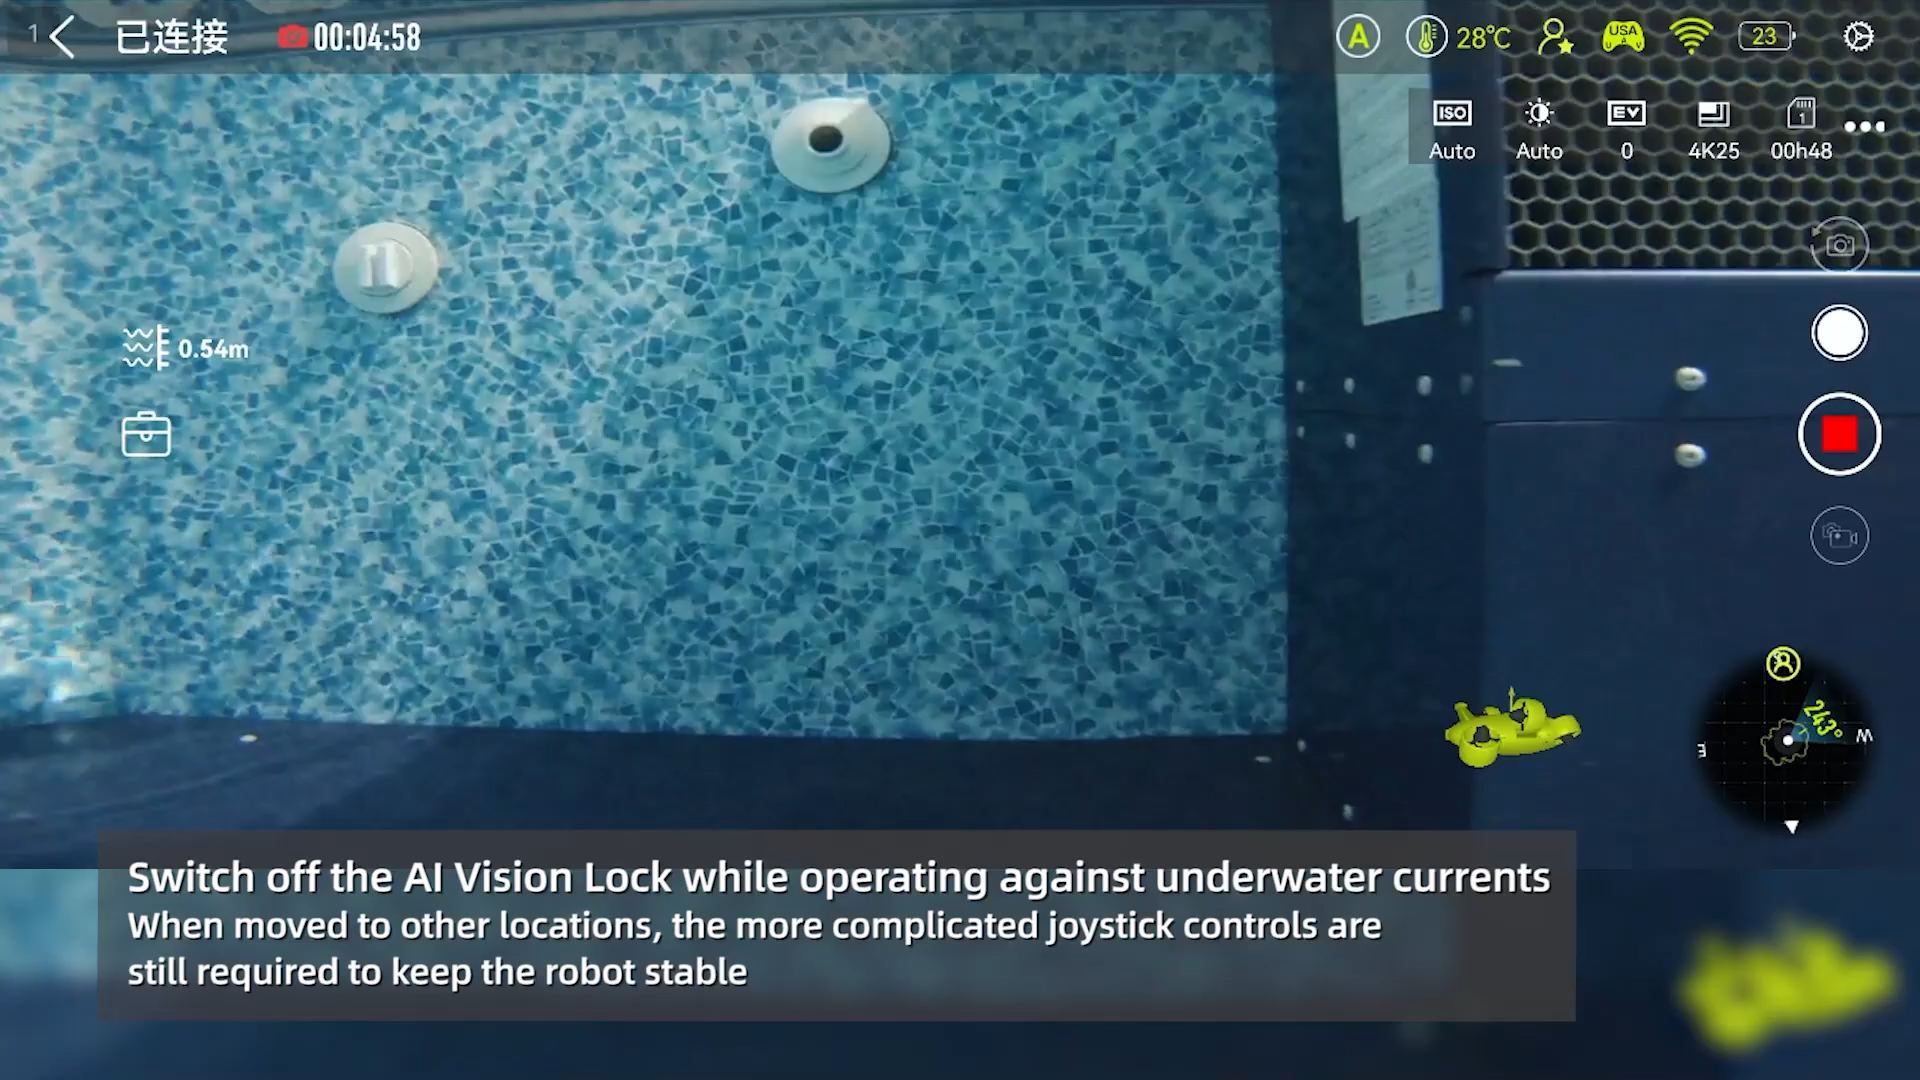 1
已连接
00:04:58
A
28℃
USA
23
ISO
EV
1
Auto
Auto
0
4K25
00h48
0.54m
243°
E
W
Switch off the AI Vision Lock while operating against underwater currents
When moved to other locations, the more complicated joystick controls are
still required to keep the robot stable